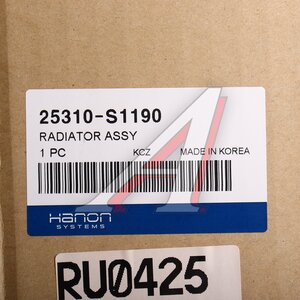 25310-S1190
RADIATOR ASSY
1 PC KCZ MADE IN KOREA
Hanon
SYSTEMS
RU0425